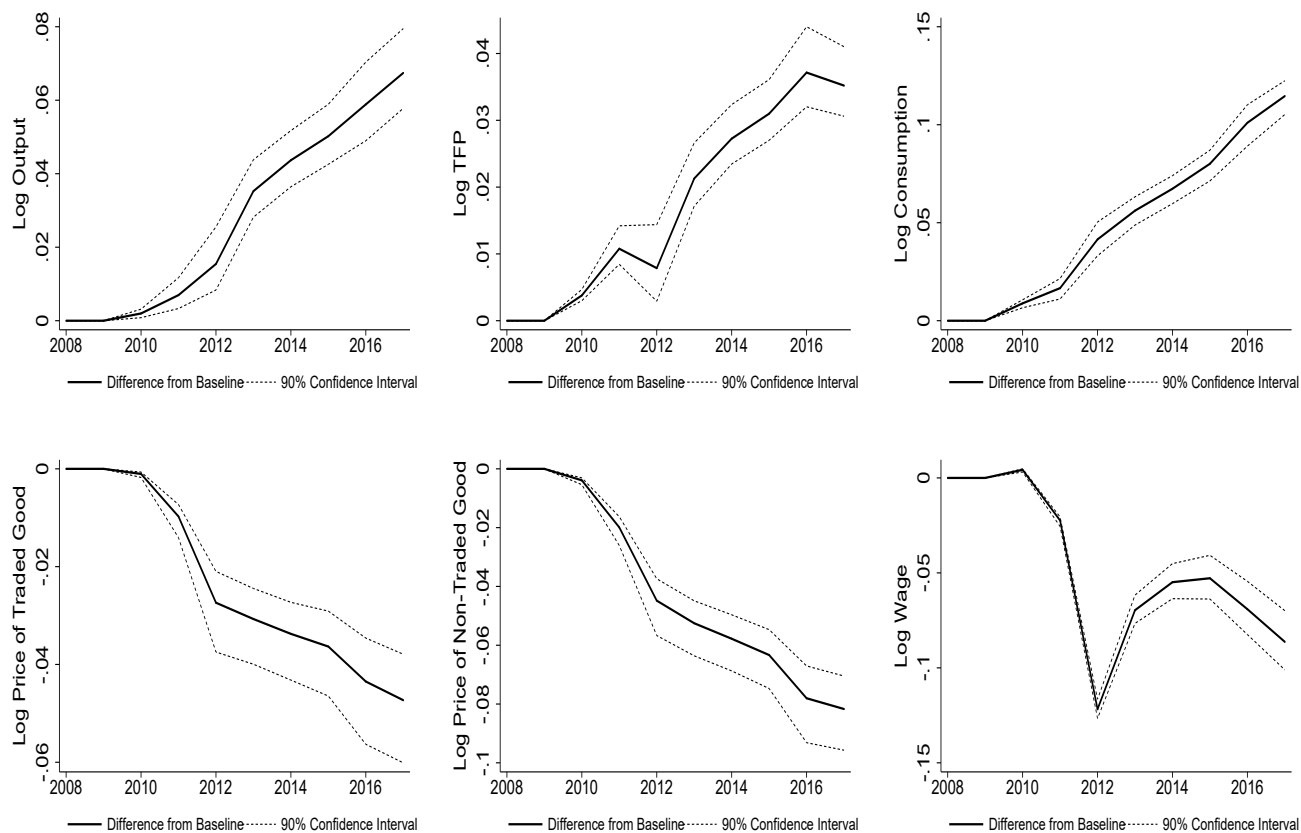 Log Output
.08
.06
.04
.02
0
2008 2010 2012 2014 2016
Difference from Baseline 90% Confidence Interval
Log TFP
.04
.03
.02
.01
0
2008 2010 2012 2014 2016
Difference from Baseline 90% Confidence Interval
Log Consumption
.15
.1
.05
0
2008 2010 2012 2014 2016
Difference from Baseline 90% Confidence Interval
Log Price of Traded Good
0
-.02
-.04
-.06
2008 2010 2012 2014 2016
Difference from Baseline 90% Confidence Interval
Log Price of Non-Traded Good
0
-.02
-.04
-.06
-.08
-.1
2008 2010 2012 2014 2016
Difference from Baseline 90% Confidence Interval
Log Wage
0
-.05
-.1
-.15
2008 2010 2012 2014 2016
Difference from Baseline 90% Confidence Interval